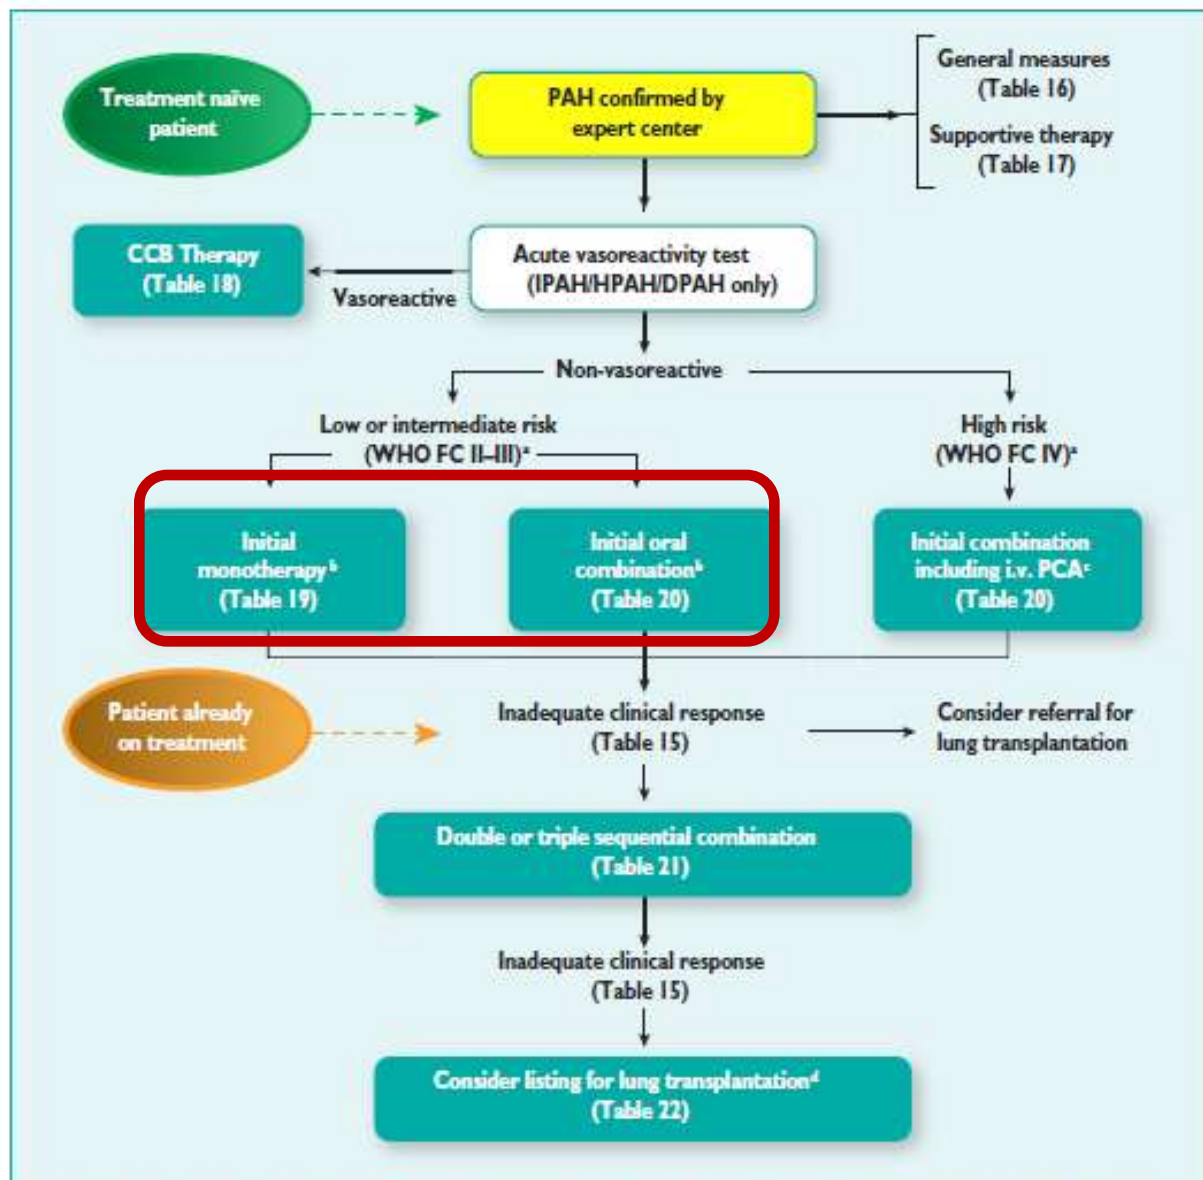 Treatment naïve
patient
PAH confirmed by
expert center
General measures
(Table 16)
Supportive therapy
(Table 17)
CCB Therapy
(Table 18)
Vasoreactive
Acute vasoreactivity test
(IPAH/HPAH/DPAH only)
Non-vasoreactive
Low or intermediate risk
(WHO FC II–III)ᵃ
High risk
(WHO FC IV)ᵃ
Initial
monotherapyᵇ
(Table 19)
Initial oral
combinationᵇ
(Table 20)
Initial combination
including i.v. PCAᶜ
(Table 20)
Patient already
on treatment
Inadequate clinical response
(Table 15)
Consider referral for
lung transplantation
Double or triple sequential combination
(Table 21)
Inadequate clinical response
(Table 15)
Consider listing for lung transplantationᵈ
(Table 22)